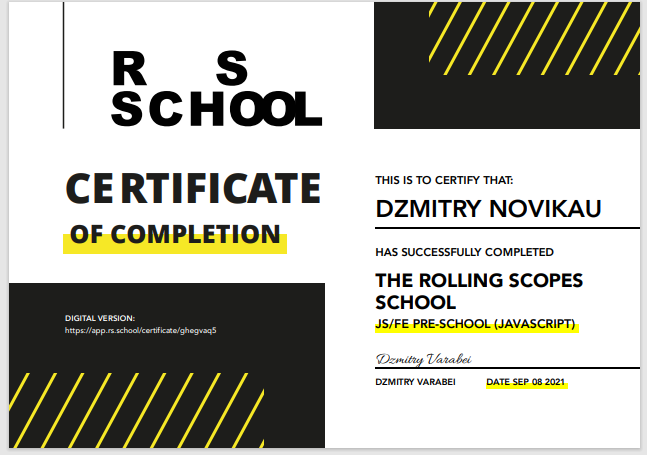 R S
SCHOOL
CERTIFICATE
OF COMPLETION
DIGITAL VERSION:
https://app.rs.school/certificate/ghegvaq5
THIS IS TO CERTIFY THAT:
DZMITRY NOVIKAU
HAS SUCCESSFULLY COMPLETED
THE ROLLING SCOPES
SCHOOL
JS/FE PRE-SCHOOL (JAVASCRIPT)
Dzmitry Varabei
DZMITRY VARABEI DATE SEP 08 2021